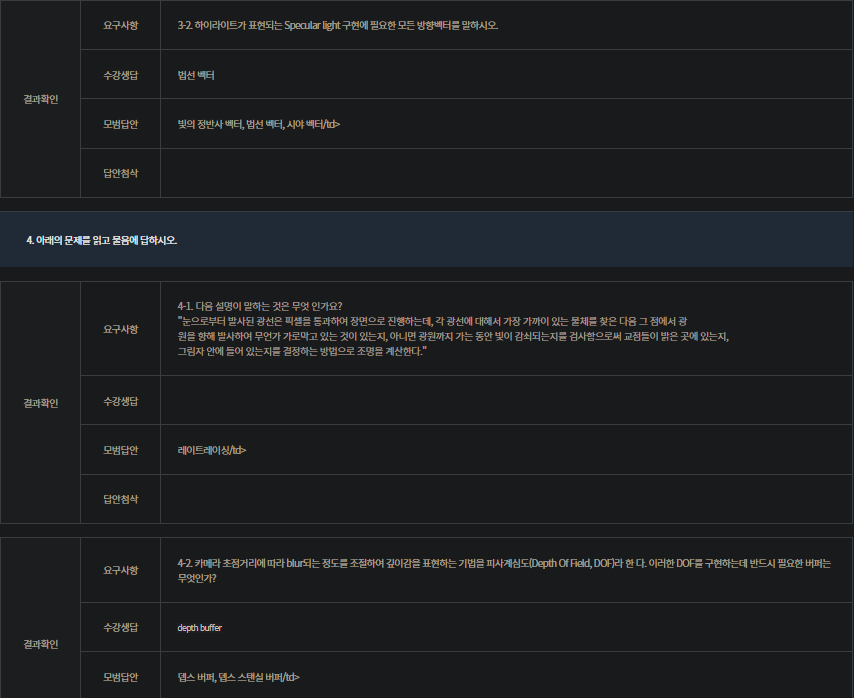 요구사항
3-2. 하이라이트가 표현되는 Specular light 구현에 필요한 모든 방향벡터를 말하시오.
결과확인
수강생답
법선 벡터
모범답안
빛의 정반사 벡터, 법선 벡터, 시야 벡터/td>
답안첨삭
4. 아래의 문제를 읽고 물음에 답하시오.
결과확인
요구사항
4-1. 다음 설명이 말하는 것은 무엇 인가요?
"눈으로부터 발사된 광선은 픽셀을 통과하여 장면으로 진행하는데, 각 광선에 대해서 가장 가까이 있는 물체를 찾은 다음 그 점에서 광
원을 향해 발사하여 무언가 가로막고 있는 것이 있는지, 아니면 광원까지 가는 동안 빛이 감쇠되는지를 검사함으로써 교점들이 밝은 곳에 있는지,
그림자 안에 들어 있는지를 결정하는 방법으로 조명을 계산한다."
수강생답
모범답안
레이트레이싱/td>
답안첨삭
결과확인
요구사항
4-2. 카메라 초점거리에 따라 blur되는 정도를 조절하여 깊이감을 표현하는 기법을 피사계심도(Depth Of Field, DOF)라 한 다. 이러한 DOF를 구현하는데 반드시 필요한 버퍼는
무엇인가?
수강생답
depth buffer
모범답안
뎁스 버퍼, 뎁스 스텐실 버퍼/td>